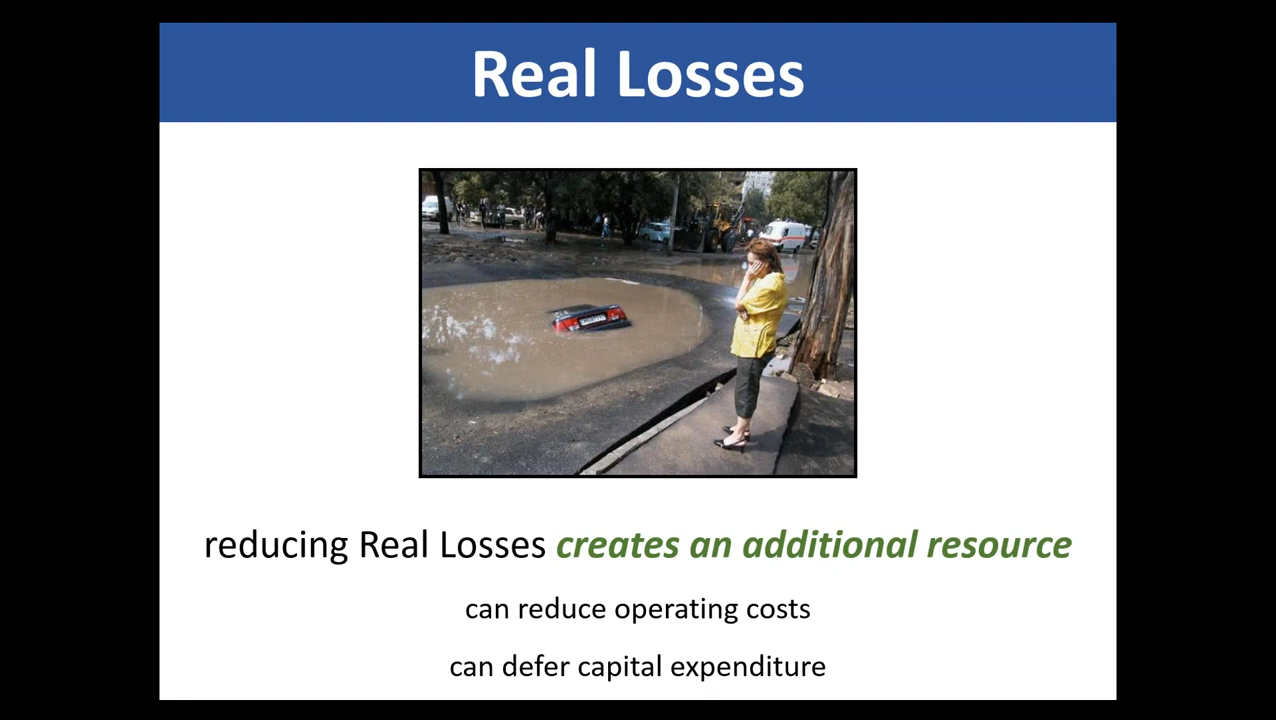 Real Losses
reducing Real Losses creates an additional resource
can reduce operating costs
can defer capital expenditure